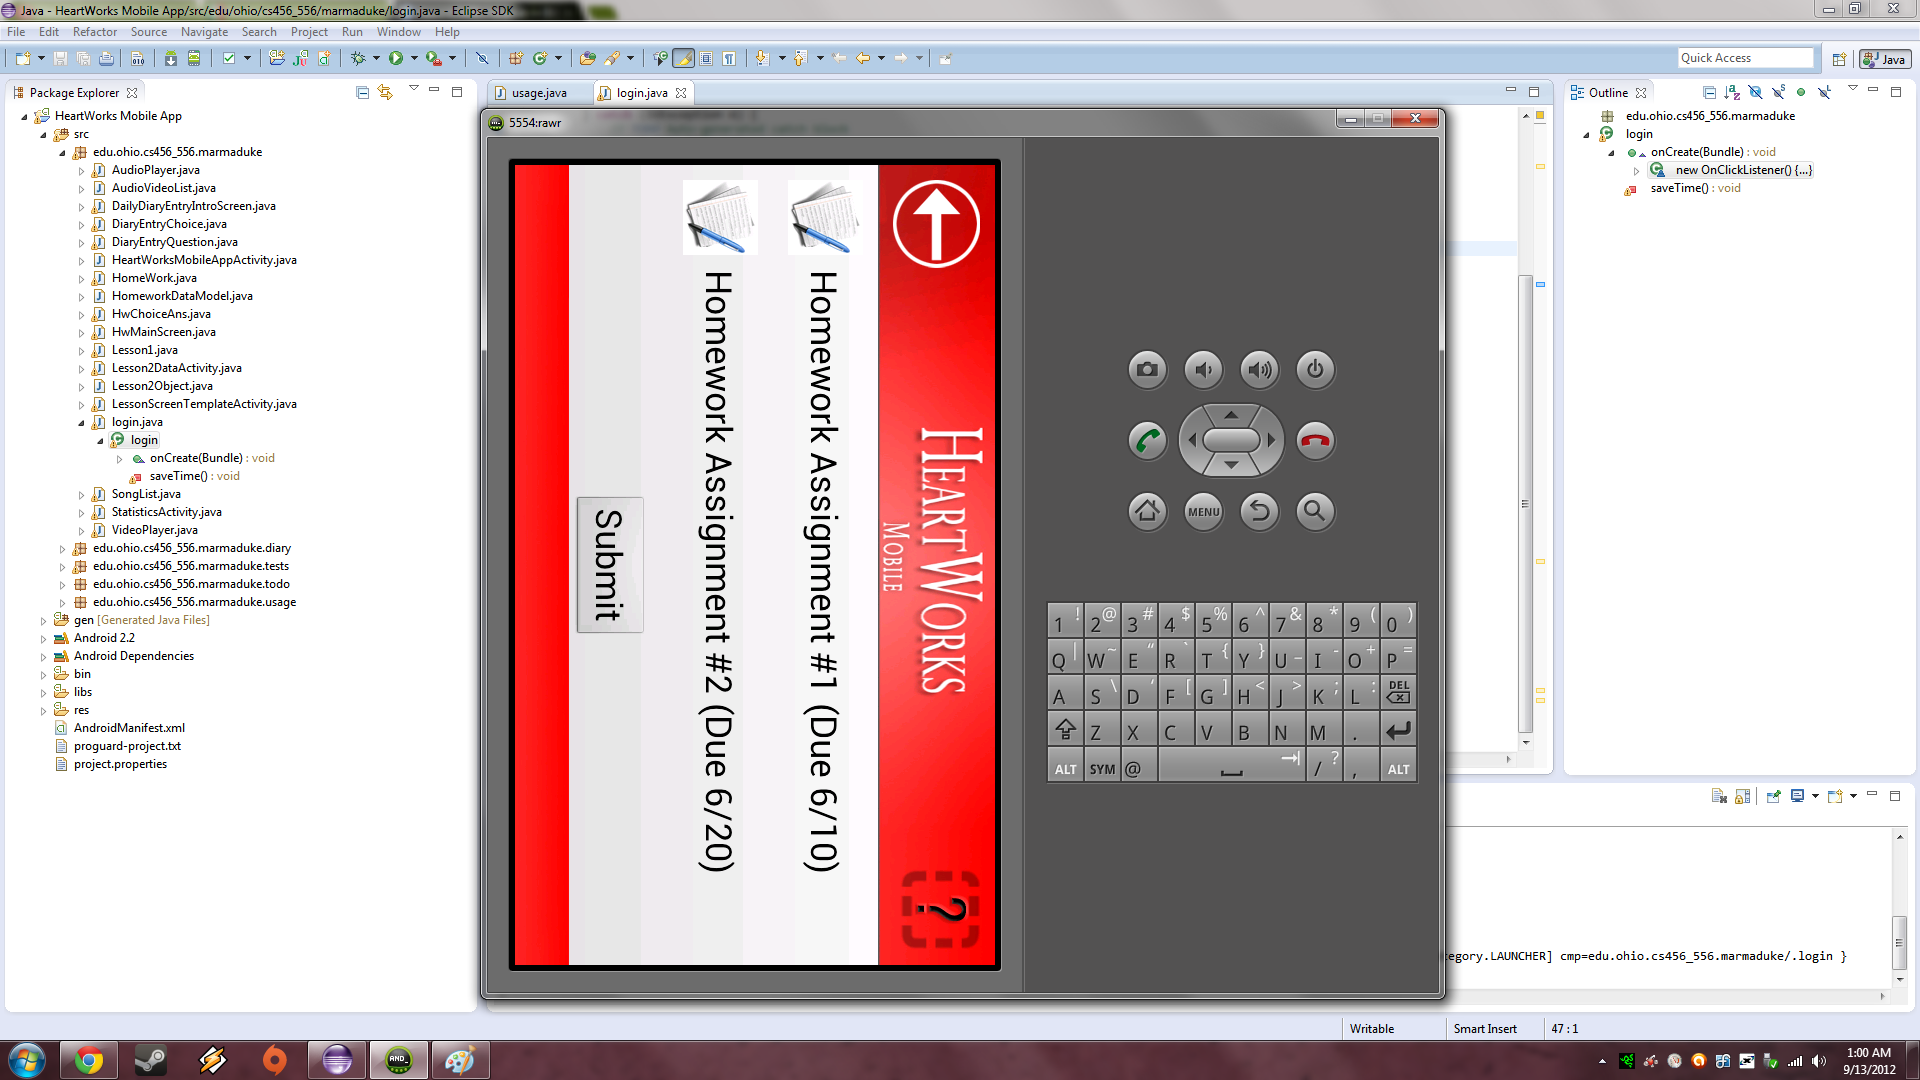 Java - HeartWorks Mobile App/src/edu/ohio/cs456_556/marmaduke/login.java - Eclipse SDK
File Edit Refactor Source Navigate Search Project Run Window Help
Quick Access
Java
Package Explorer
HeartWorks Mobile App
src
edu.ohio.cs456_556.marmaduke
AudioPlayer.java
AudioVideoList.java
DailyDiaryEntryIntroScreen.java
DiaryEntryChoice.java
DiaryEntryQuestion.java
HeartWorksMobileAppActivity.java
HomeWork.java
HomeworkDataModel.java
HwChoiceAns.java
HwMainScreen.java
Lesson1.java
Lesson2DataActivity.java
Lesson2Object.java
LessonScreenTemplateActivity.java
login.java
login
onCreate(Bundle) : void
saveTime() : void
SongList.java
StatisticsActivity.java
VideoPlayer.java
edu.ohio.cs456_556.marmaduke.diary
edu.ohio.cs456_556.marmaduke.tests
edu.ohio.cs456_556.marmaduke.todo
edu.ohio.cs456_556.marmaduke.usage
gen [Generated Java Files]
Android 2.2
Android Dependencies
bin
libs
res
AndroidManifest.xml
proguard-project.txt
project.properties
usage.java login.java
5554:rawr
HEARTWORKS
MOBILE
?
Homework Assignment #1 (Due 6/10)
Homework Assignment #2 (Due 6/20)
Submit
MENU
1 ! 2 @ 3 # 4 $ 5 % 6 ^ 7 & 8 * 9 ( 0 )
Q | W ~ E " R ` T { Y } U _ I - O + P =
A S \ D ' F [ G ] H < J > K ; L : DEL
Z X C V B N M .
ALT SYM @ / ? , ALT
Outline
edu.ohio.cs456_556.marmaduke
login
onCreate(Bundle) : void
new OnClickListener() {...}
saveTime() : void
tegory.LAUNCHER] cmp=edu.ohio.cs456_556.marmaduke/.login }
Writable Smart Insert 47 : 1
1:00 AM
9/13/2012